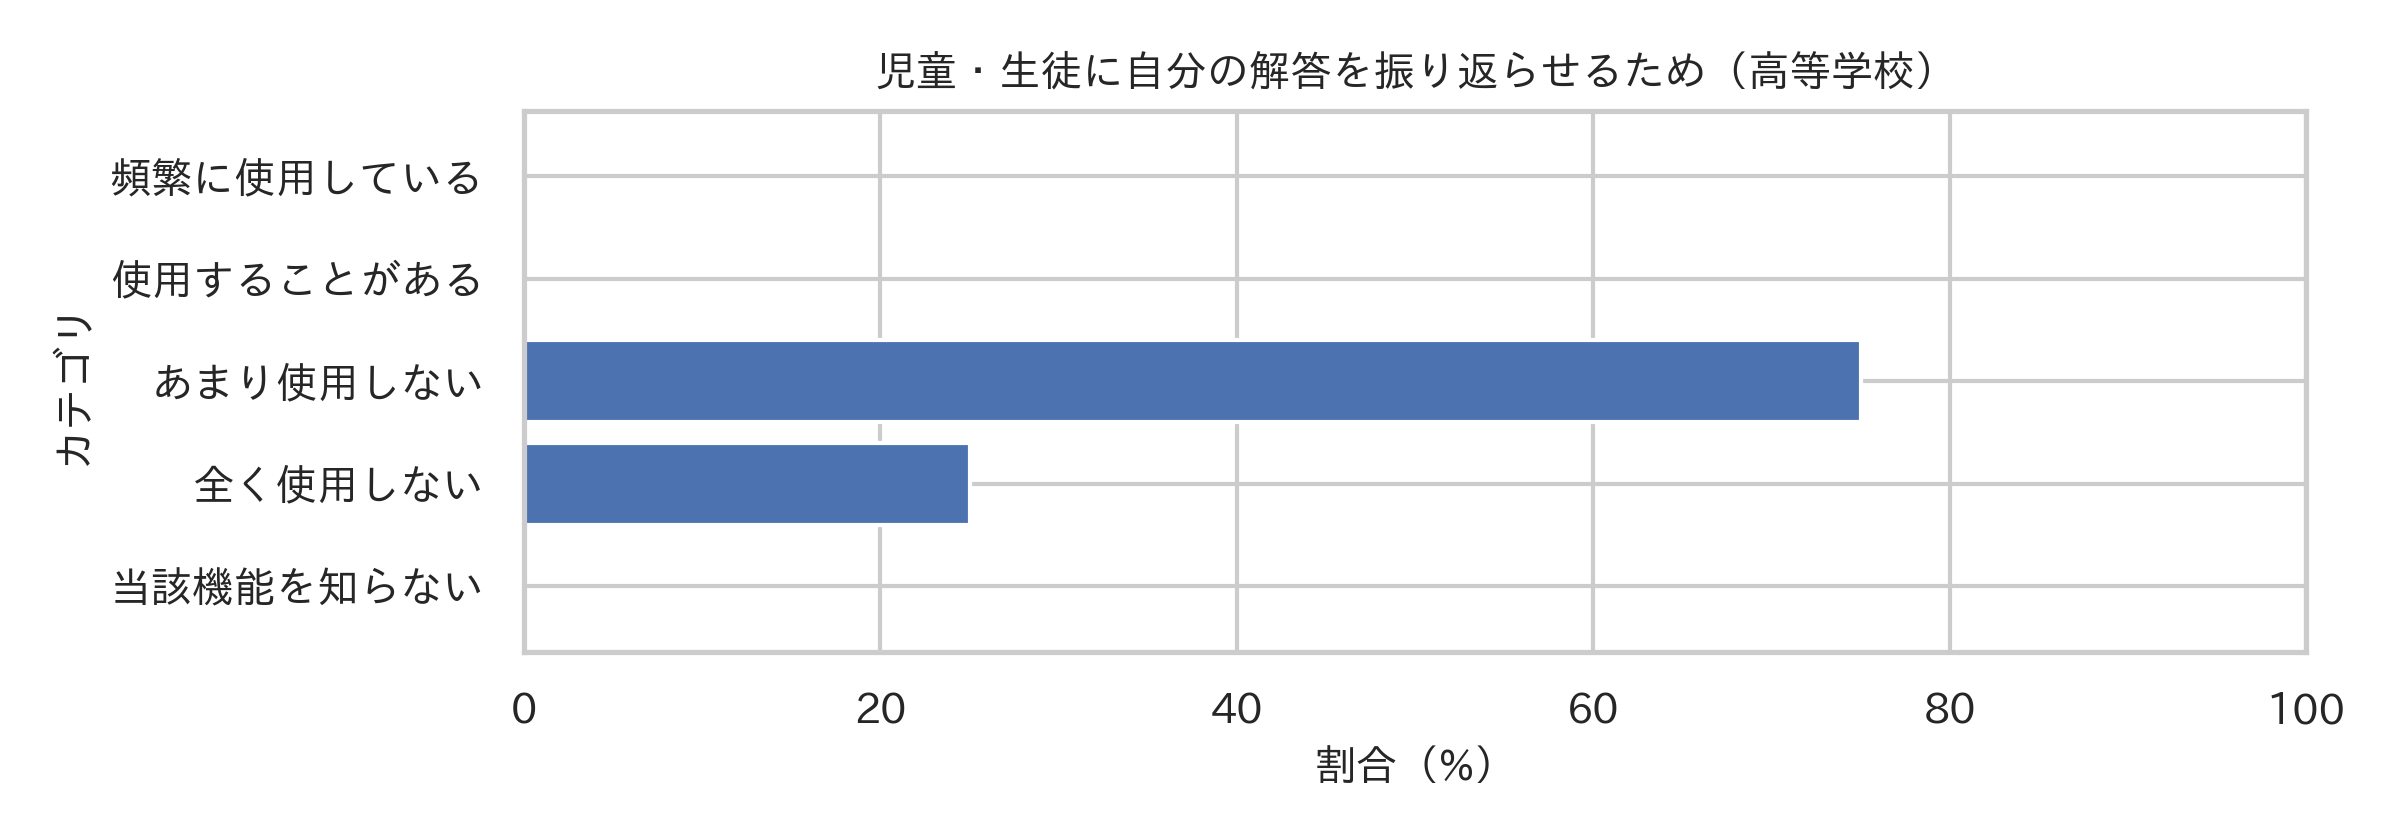 児童・生徒に自分の解答を振り返らせるため（高等学校）
カテゴリ
頻繁に使用している
使用することがある
あまり使用しない
全く使用しない
当該機能を知らない
0 20 40 60 80 100
割合（%）